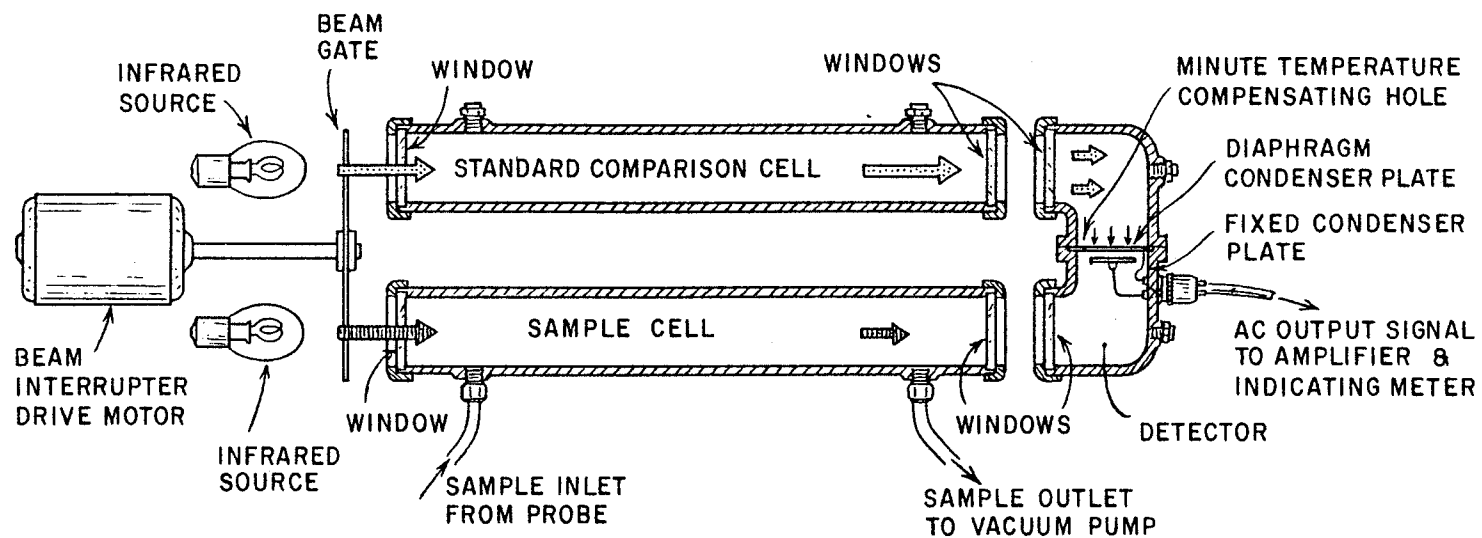 BEAM
GATE
INFRARED
SOURCE
WINDOW
WINDOWS
MINUTE TEMPERATURE
COMPENSATING HOLE
STANDARD COMPARISON CELL
DIAPHRAGM
CONDENSER PLATE
FIXED CONDENSER
PLATE
SAMPLE CELL
BEAM
INTERRUPTER
DRIVE MOTOR
AC OUTPUT SIGNAL
TO AMPLIFIER &
INDICATING METER
WINDOW
WINDOWS
DETECTOR
INFRARED
SOURCE
SAMPLE INLET
FROM PROBE
SAMPLE OUTLET
TO VACUUM PUMP